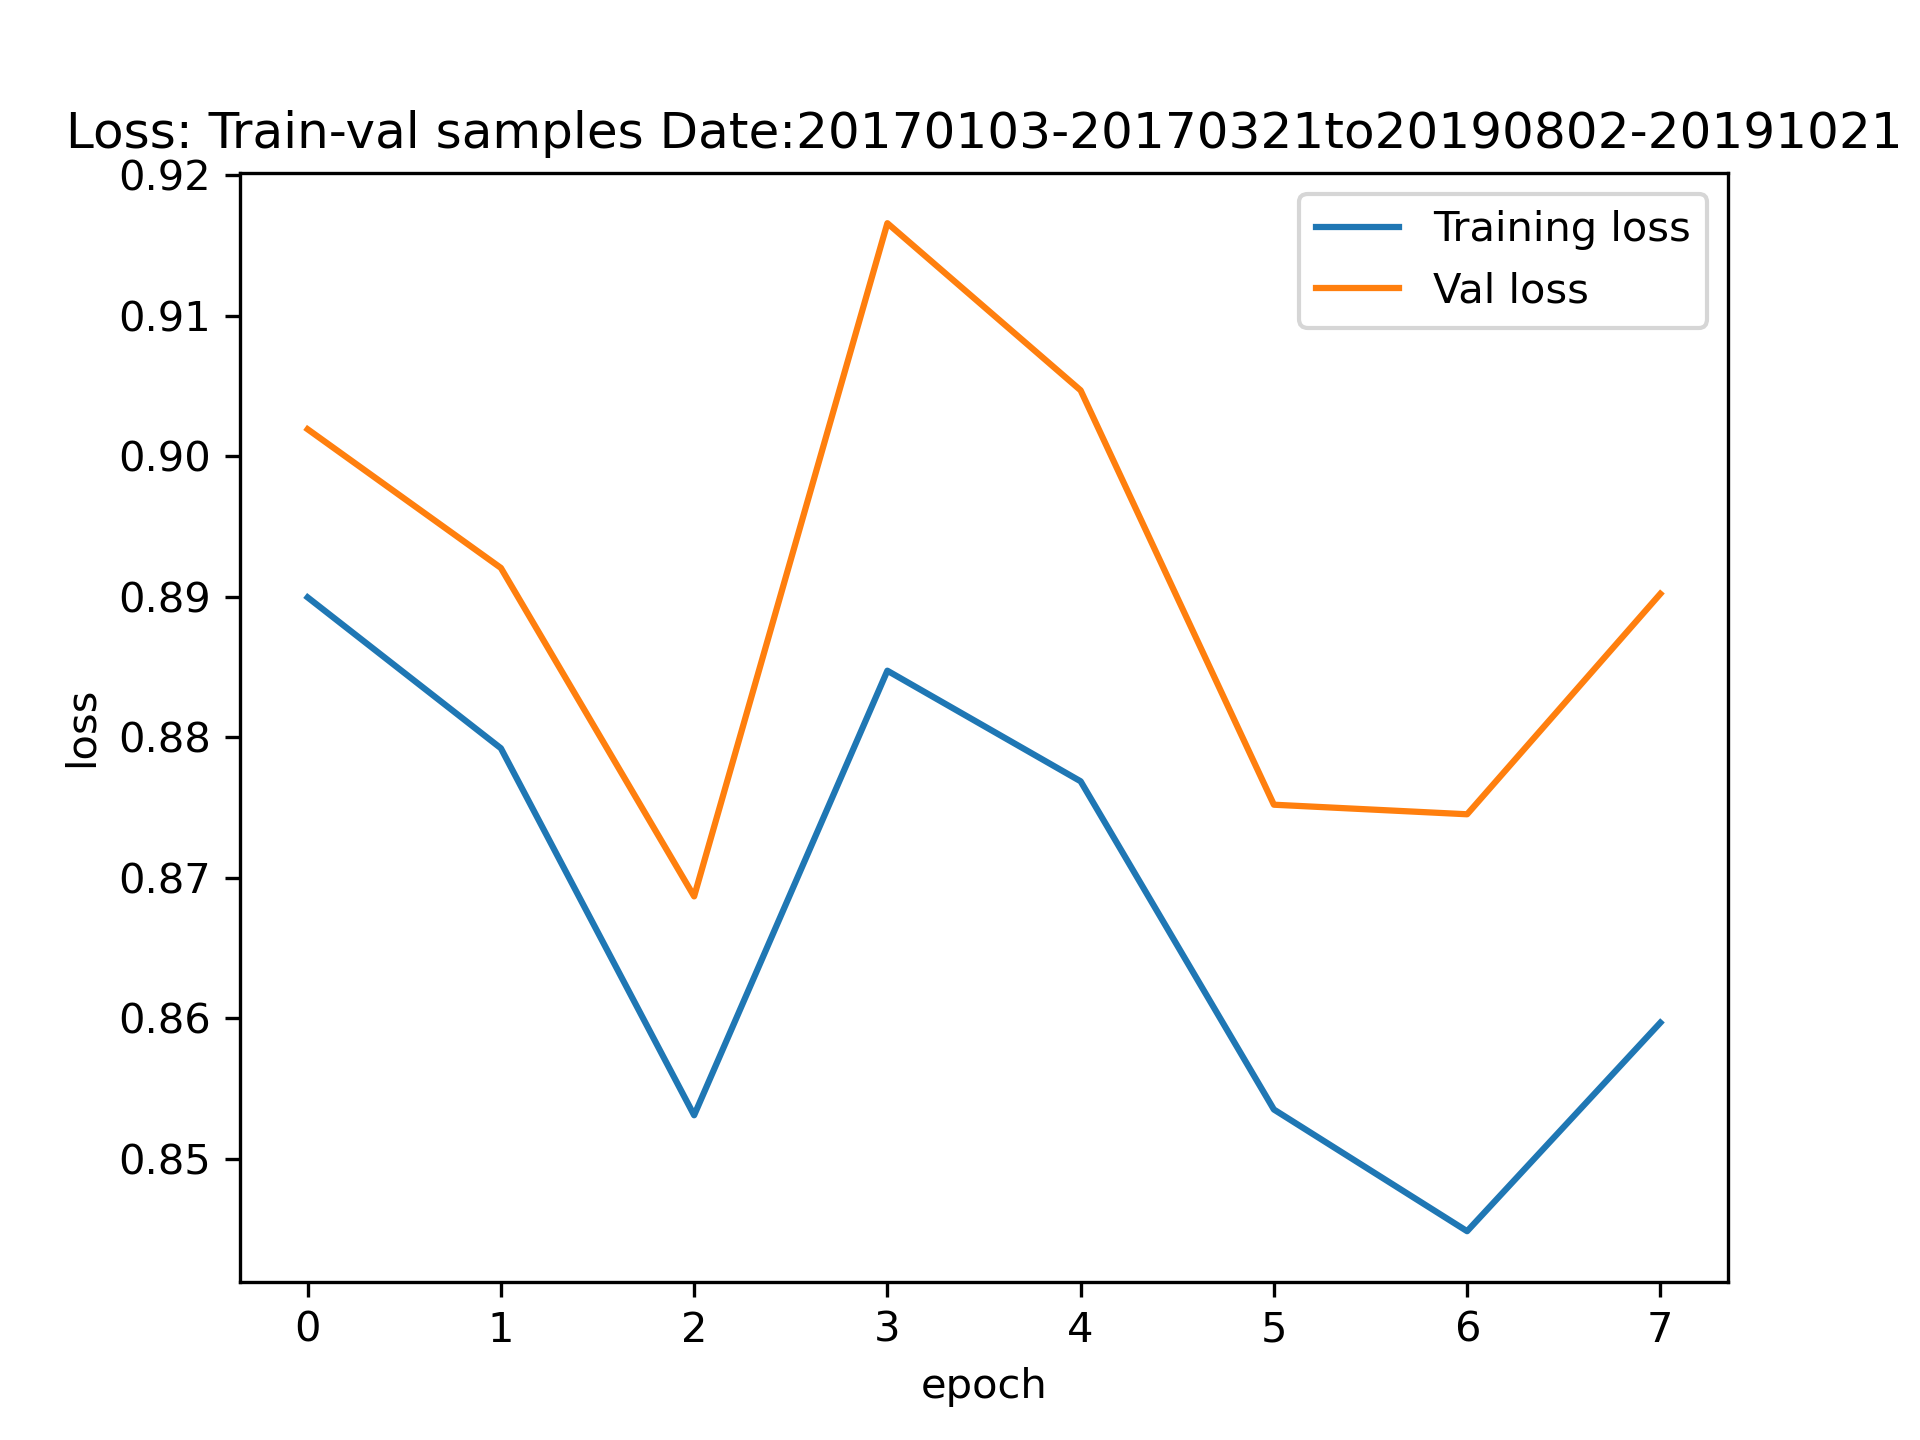 Loss: Train-val samples Date:20170103-20170321to20190802-20191021
0.92
0.91
0.90
0.89
0.88
0.87
0.86
0.85
loss
Training loss
Val loss
0 1 2 3 4 5 6 7
epoch